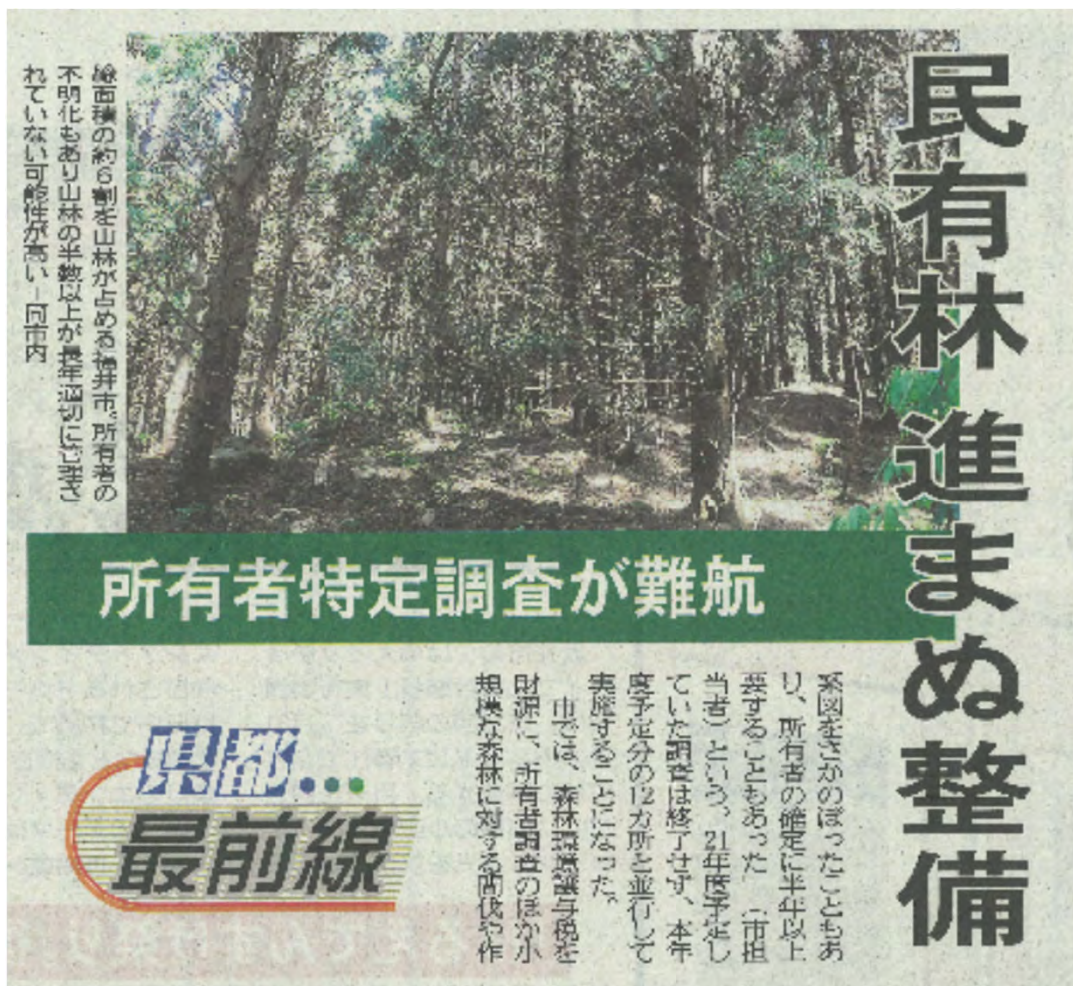 民有林 進まぬ整備
所有者特定調査が難航
総面積の約6割を山林が占める福井市。所有者の
不明化もあり山林の半数以上が長年適切に管理さ
れていない可能性が高い＝同市内
系図をさかのぼったこともあ
り、所有者の確定に半年以上
要することもあった」（市担
当者）という。21年度予定し
ていた調査は終了せず、本年
度予定分の12カ所と並行して
実施することになった。
市では、森林環境譲与税を
財源に、所有者調査のほか小
規模な森林に対する間伐や作
県都…
最前線